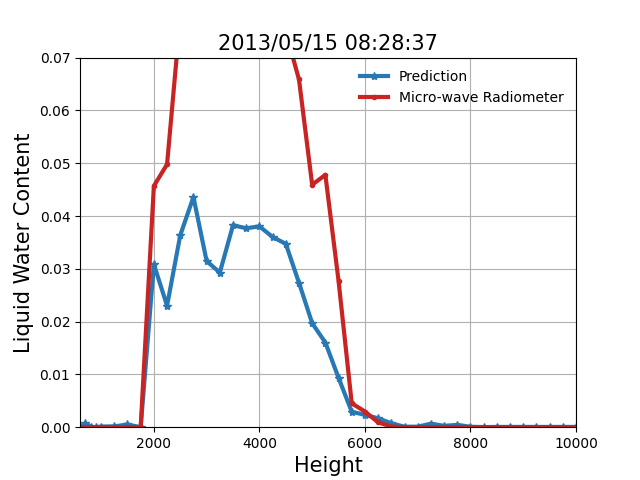 2013/05/15 08:28:37
0.07
0.06
0.05
0.04
0.03
0.02
0.01
0.00
Liquid Water Content
Prediction
Micro-wave Radiometer
2000 4000 6000 8000 10000
Height